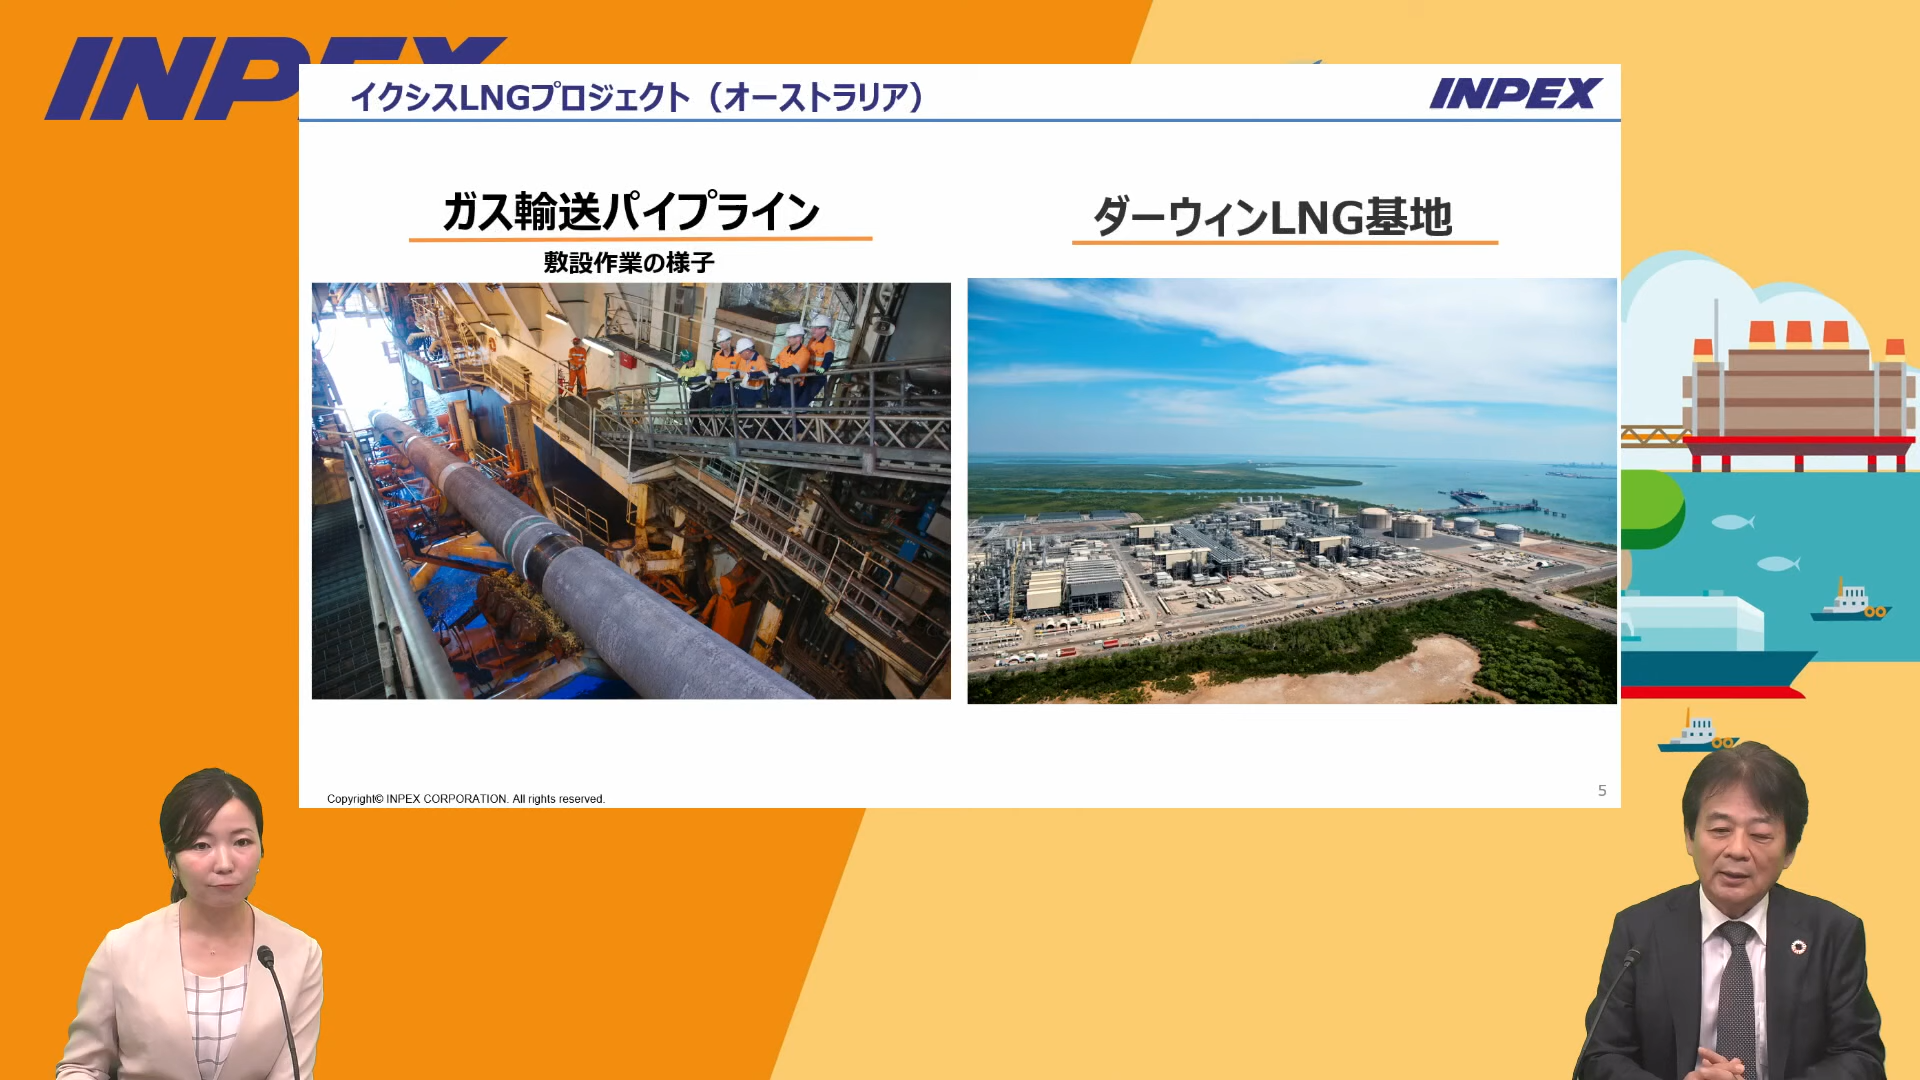 INPEX
イクシスLNGプロジェクト（オーストラリア）
INPEX
ガス輸送パイプライン
敷設作業の様子
ダーウィンLNG基地
Copyright© INPEX CORPORATION. All rights reserved.
5